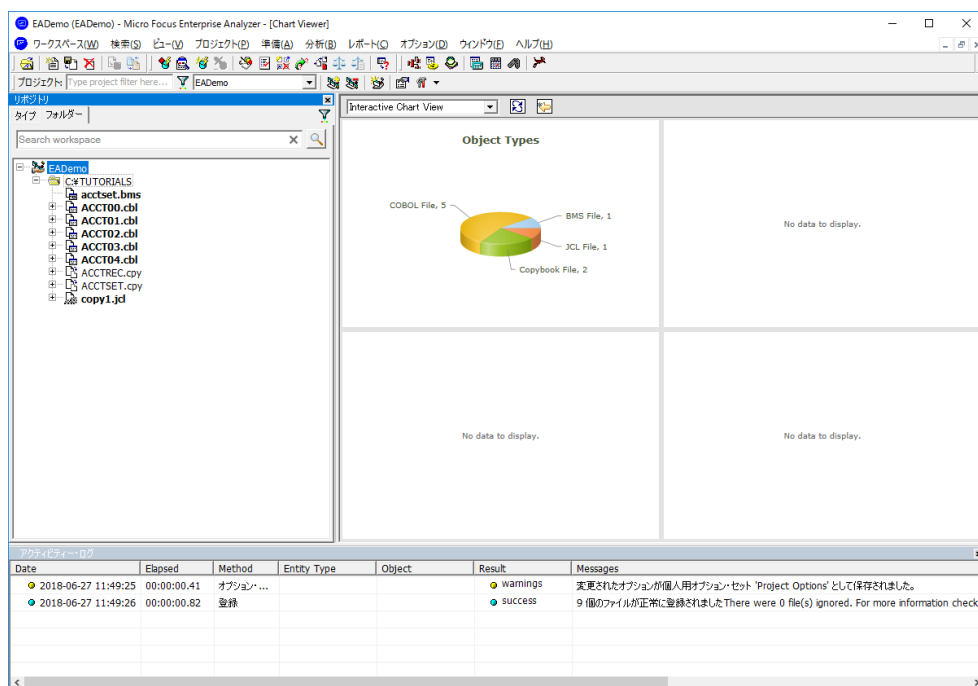 EADemo (EADemo) - Micro Focus Enterprise Analyzer - [Chart Viewer]
ワークスペース(W) 検索(S) ビュー(V) プロジェクト(P) 準備(A) 分析(B) レポート(C) オプション(D) ウィンドウ(E) ヘルプ(H)
プロジェクト: Type project filter here... EADemo
リポジトリ
タイプ フォルダー
Search workspace
EADemo
C:¥TUTORIALS
acctset.bms
ACCT00.cbl
ACCT01.cbl
ACCT02.cbl
ACCT03.cbl
ACCT04.cbl
ACCTREC.cpy
ACCTSET.cpy
copy1.jcl
Interactive Chart View
Object Types
COBOL File, 5
BMS File, 1
JCL File, 1
Copybook File, 2
No data to display.
No data to display.
No data to display.
アクティビティー・ログ
Date Elapsed Method Entity Type Object Result Messages
2018-06-27 11:49:25 00:00:00.41 オプション・... warnings 変更されたオプションが個人用オプション・セット 'Project Options' として保存されました。
2018-06-27 11:49:26 00:00:00.82 登録 success 9 個のファイルが正常に登録されましたThere were 0 file(s) ignored. For more information check